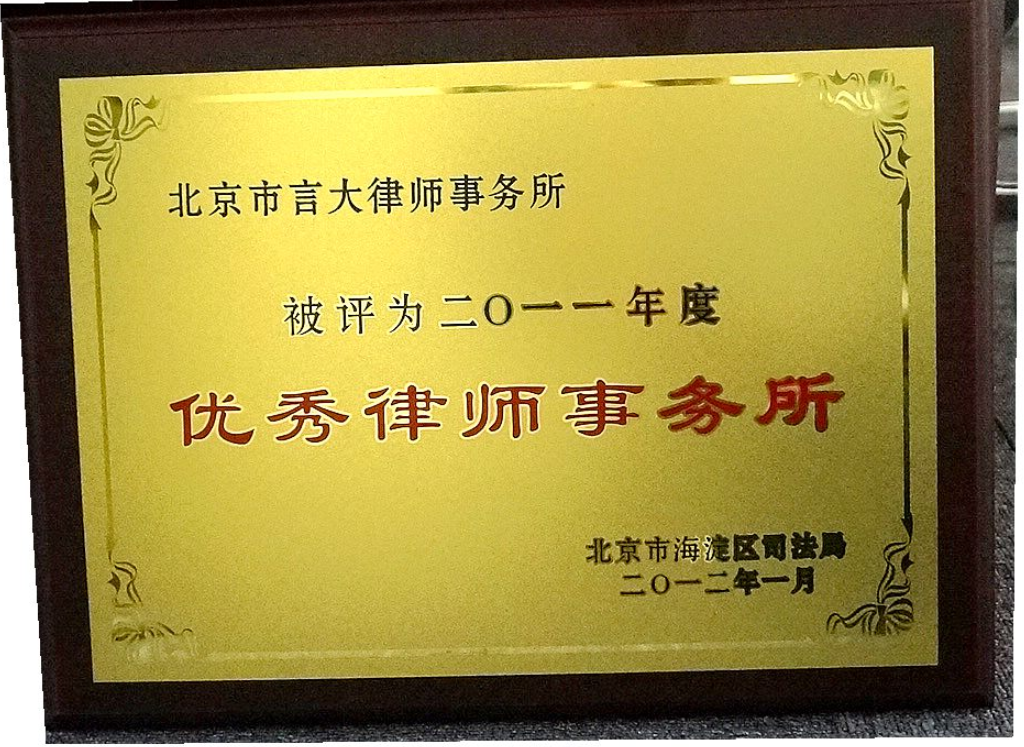 北京市言大律师事务所
被评为二〇一一年度
优秀律师事务所
北京市海淀区司法局
二〇一二年一月